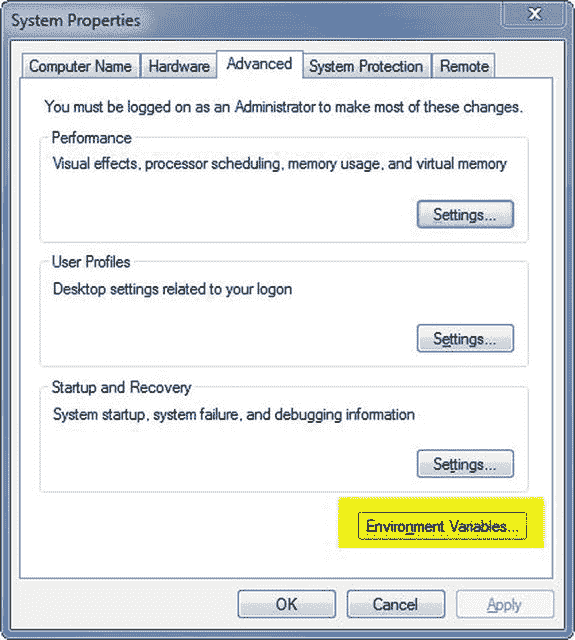 System Properties
Computer Name Hardware Advanced System Protection Remote
You must be logged on as an Administrator to make most of these changes.
Performance
Visual effects, processor scheduling, memory usage, and virtual memory
Settings...
User Profiles
Desktop settings related to your logon
Settings...
Startup and Recovery
System startup, system failure, and debugging information
Settings...
Environment Variables...
OK Cancel Apply